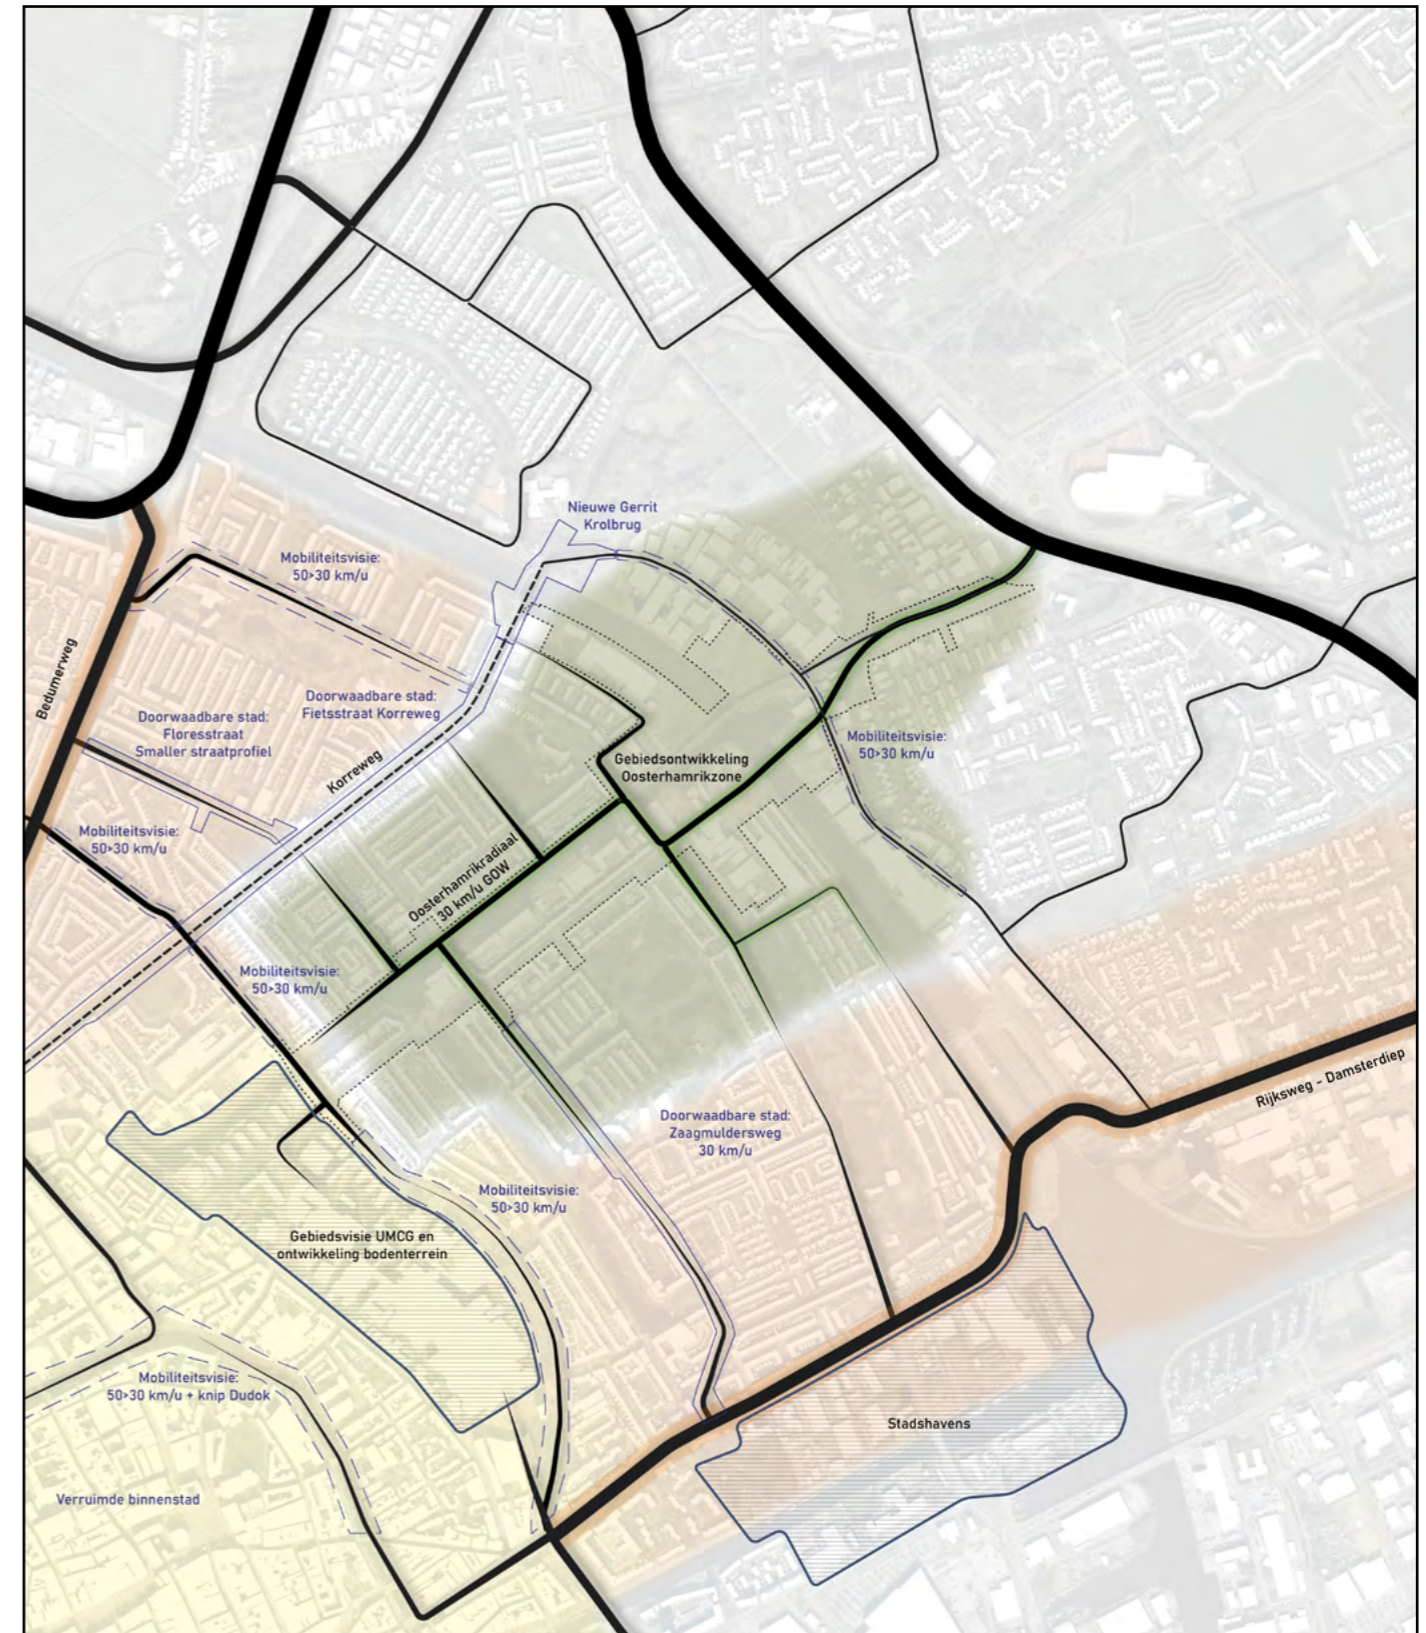 Nieuwe Gerrit
Krolbrug
Mobiliteitsvisie:
50>30 km/u
Bedumerweg
Doorwaadbare stad:
Fietsstraat Korreweg
Doorwaadbare stad:
Floresstraat
Smaller straatprofiel
Korreweg
Mobiliteitsvisie:
50>30 km/u
Gebiedsontwikkeling
Oosterhamrikzone
Mobiliteitsvisie:
50>30 km/u
Oosterhamrikradiaal
30 km/u GOW
Mobiliteitsvisie:
50>30 km/u
Rijksweg - Damsterdiep
Doorwaadbare stad:
Zaagmuldersweg
30 km/u
Mobiliteitsvisie:
50>30 km/u
Gebiedsvisie UMCG en
ontwikkeling bodenterrein
Mobiliteitsvisie:
50>30 km/u + knip Dudok
Stadshavens
Verruimde binnenstad